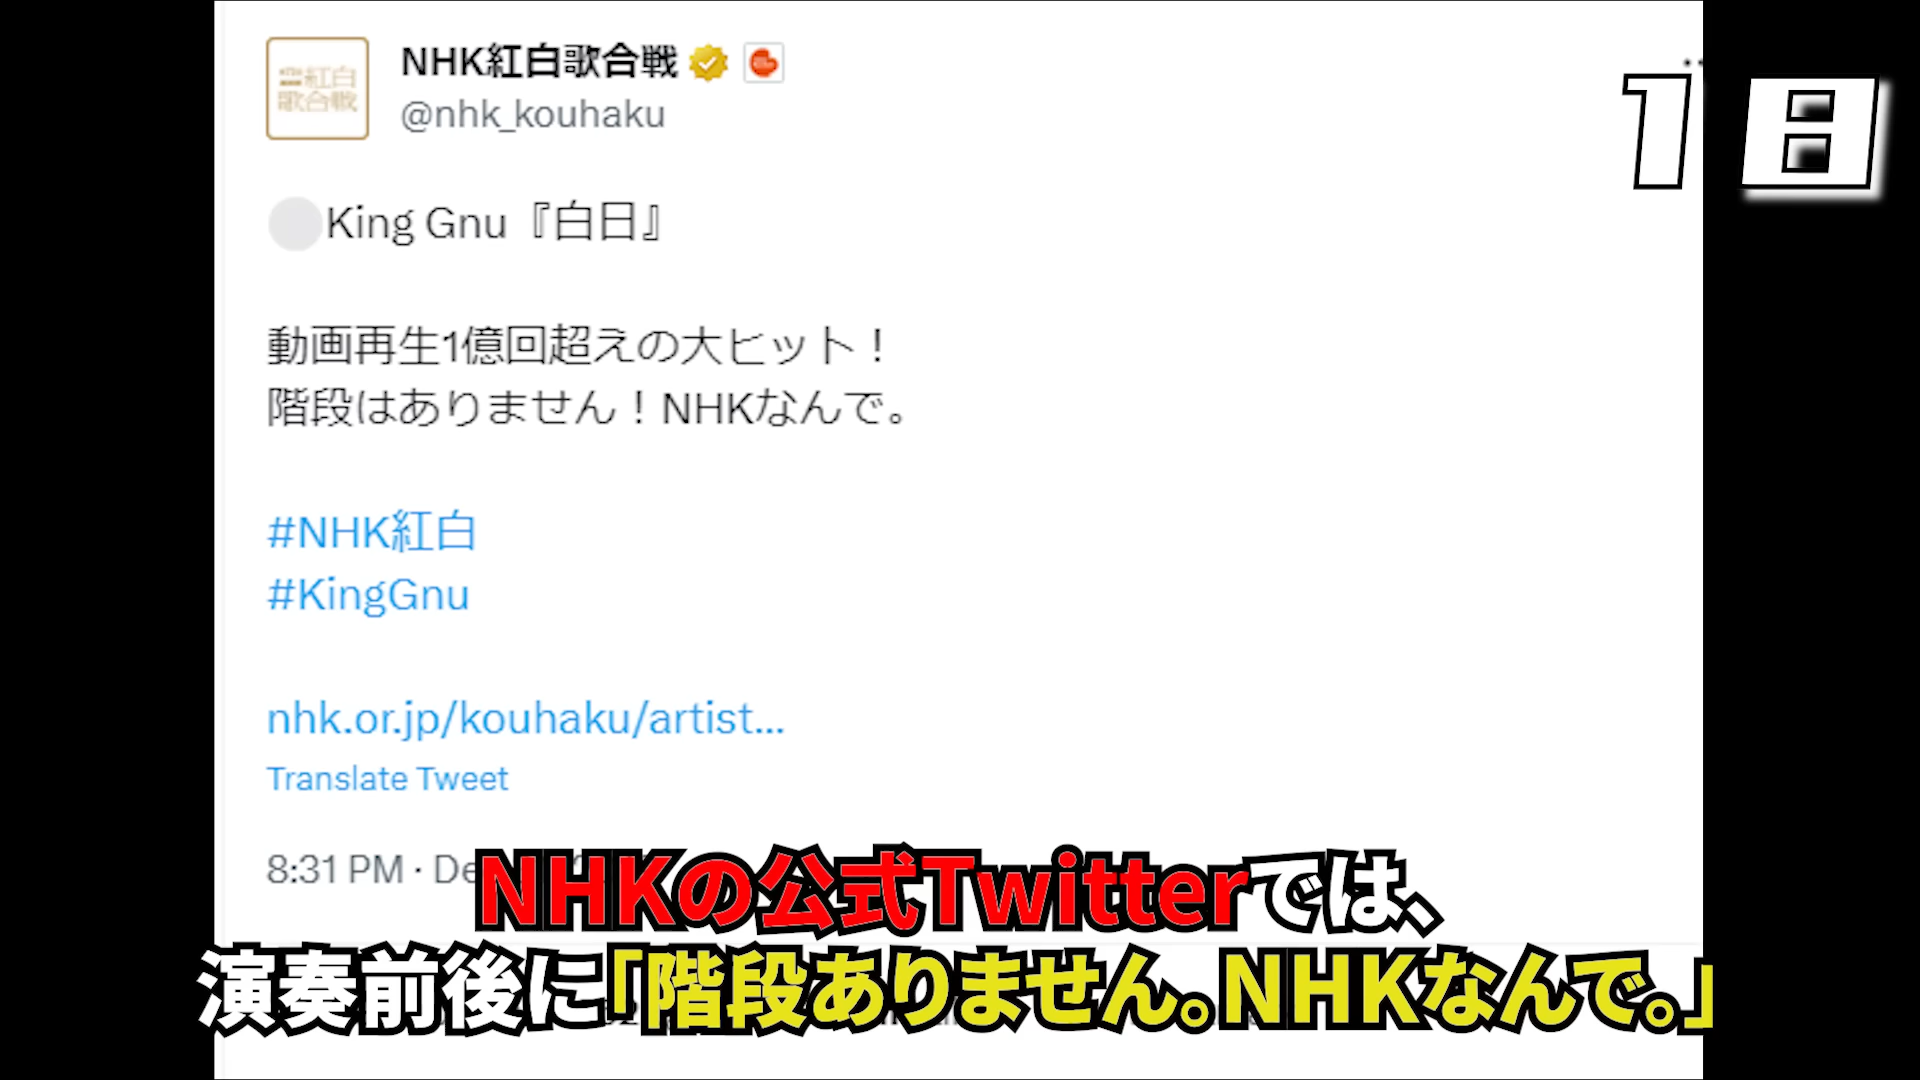 NHK紅白歌合戦
@nhk_kouhaku
18
King Gnu『白日』
動画再生1億回超えの大ヒット！
階段はありません！NHKなんで。
#NHK紅白
#KingGnu
nhk.or.jp/kouhaku/artist...
Translate Tweet
8:31 PM · De
NHKの公式Twitterでは、
演奏前後に「階段ありません。NHKなんで。」